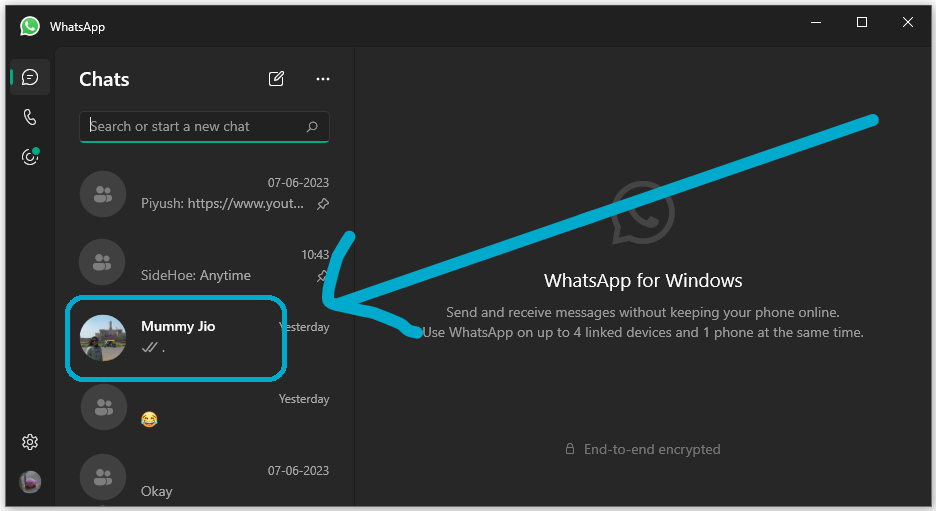 WhatsApp
Chats
Search or start a new chat
07-06-2023
Piyush: https://www.yout...
10:43
SideHoe: Anytime
Mummy Jio
Yesterday
.
Yesterday
😂
07-06-2023
Okay
WhatsApp for Windows
Send and receive messages without keeping your phone online.
Use WhatsApp on up to 4 linked devices and 1 phone at the same time.
End-to-end encrypted